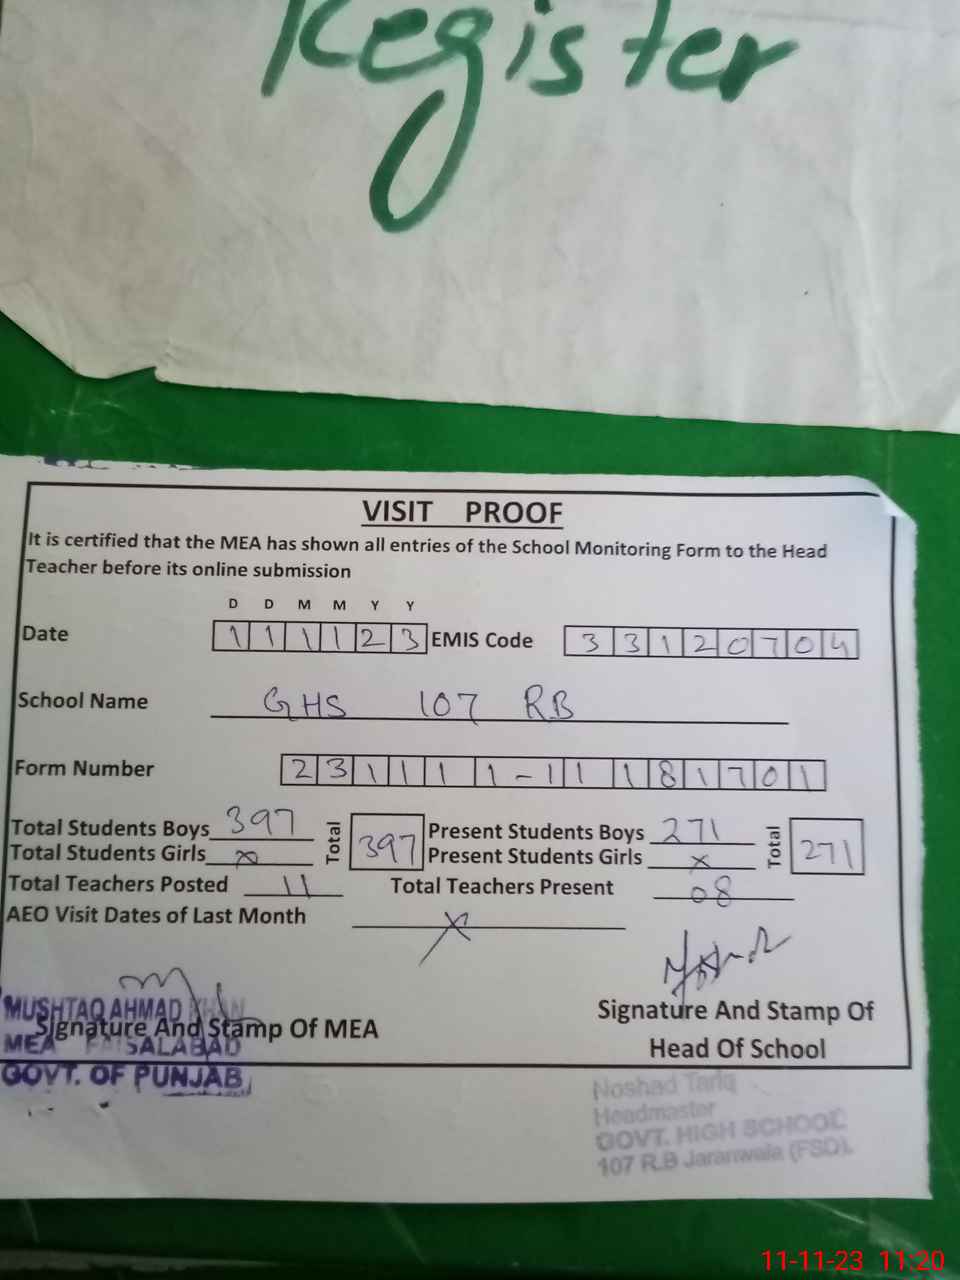 Register
VISIT PROOF
It is certified that the MEA has shown all entries of the School Monitoring Form to the Head
Teacher before its online submission
D D M M Y Y
Date 1 1 1 1 2 3 EMIS Code 3 3 1 2 0 7 0 4
School Name GHS 107 RB
Form Number 2 3 1 1 1 1 - 1 1 1 8 1 7 0 1
Total Students Boys 397 Total 397 Present Students Boys 271 Total 271
Total Students Girls x Present Students Girls x
Total Teachers Posted 11 Total Teachers Present 08
AEO Visit Dates of Last Month x
MUSHTAQ AHMAD KHAN
Signature And Stamp Of MEA
MEA FAISALABAD
GOVT. OF PUNJAB
Signature And Stamp Of
Head Of School
Noshad Tariq
Headmaster
GOVT. HIGH SCHOOL
107 R.B Jaranwala (FSD).
11-11-23 11:20